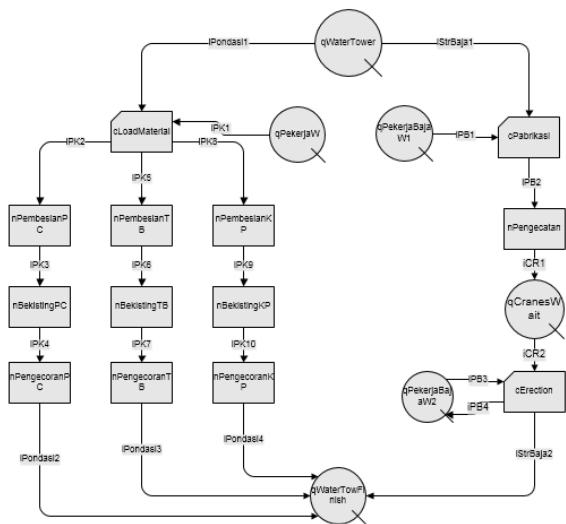 lPondasi1
qWaterTower
lStrBaja1
cLoadMaterial
lPK1
qPekerjaW
qPekerjaBaja
W1
lPB1
cPabrikasi
lPK2
lPK8
lPK5
lPB2
nPembesianP
C
nPembesianT
B
nPembesianK
P
nPengecatan
lPK3
lPK6
lPK9
iCR1
nBekistingPC
nBekistingTB
nBekistingKP
qCranesW
ait
lPK4
lPK7
lPK10
iCR2
nPengecoranP
C
nPengecoranT
B
nPengecoranK
P
qPekerjaBaj
aW2
lPB3
lPB4
cErection
lPondasi2
lPondasi3
lPondasi4
lStrBaja2
qWaterTowFi
nish